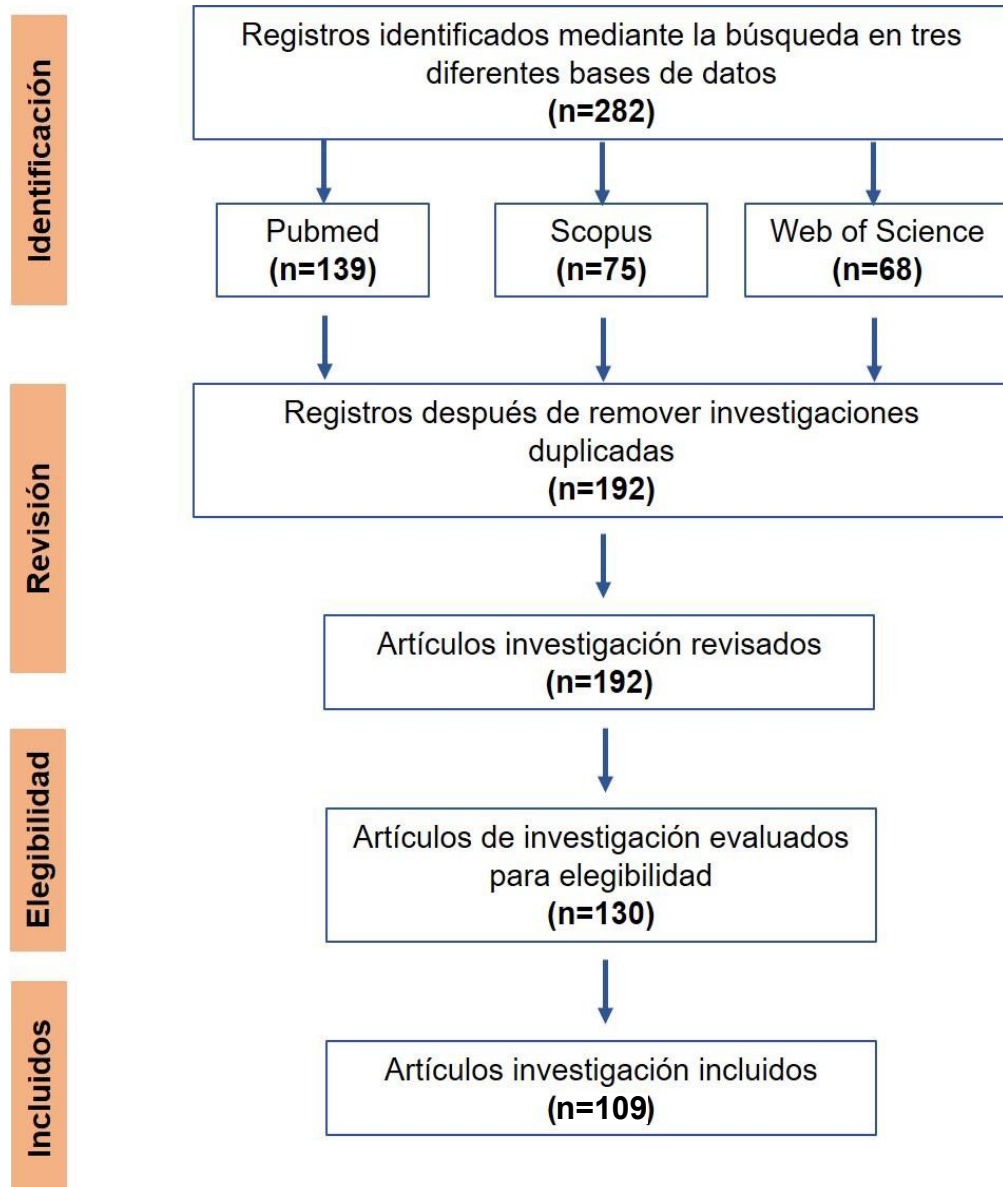 Identificación
Registros identificados mediante la búsqueda en tres
diferentes bases de datos
(n=282)
Pubmed
(n=139)
Scopus
(n=75)
Web of Science
(n=68)
Revisión
Registros después de remover investigaciones
duplicadas
(n=192)
Artículos investigación revisados
(n=192)
Elegibilidad
Artículos de investigación evaluados
para elegibilidad
(n=130)
Incluidos
Artículos investigación incluidos
(n=109)